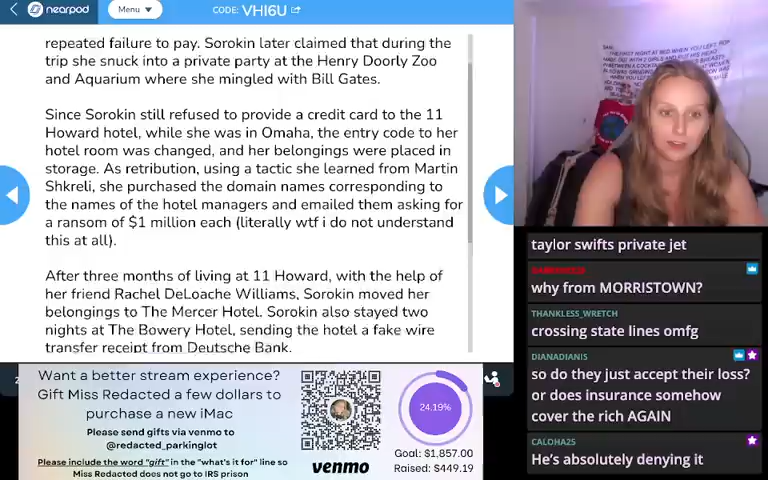 nearpod
Menu
CODE: VHI6U
repeated failure to pay. Sorokin later claimed that during the
trip she snuck into a private party at the Henry Doorly Zoo
and Aquarium where she mingled with Bill Gates.
Since Sorokin still refused to provide a credit card to the 11
Howard hotel, while she was in Omaha, the entry code to her
hotel room was changed, and her belongings were placed in
storage. As retribution, using a tactic she learned from Martin
Shkreli, she purchased the domain names corresponding to
the names of the hotel managers and emailed them asking for
a ransom of $1 million each (literally wtf i do not understand
this at all).
After three months of living at 11 Howard, with the help of
her friend Rachel DeLoache Williams, Sorokin moved her
belongings to The Mercer Hotel. Sorokin also stayed two
nights at The Bowery Hotel, sending the hotel a fake wire
transfer receipt from Deutsche Bank.
Want a better stream experience?
Gift Miss Redacted a few dollars to
purchase a new iMac
Please send gifts via venmo to
@redacted_parkinglot
Please include the word "gift" in the "what's it for" line so
Miss Redacted does not go to IRS prison
venmo
24.19%
Goal: $1,857.00
Raised: $449.19
taylor swifts private jet
why from MORRISTOWN?
THANKLESS_WRETCH
crossing state lines omfg
DIANADIANIS
so do they just accept their loss?
or does insurance somehow
cover the rich AGAIN
CALOHA25
He's absolutely denying it